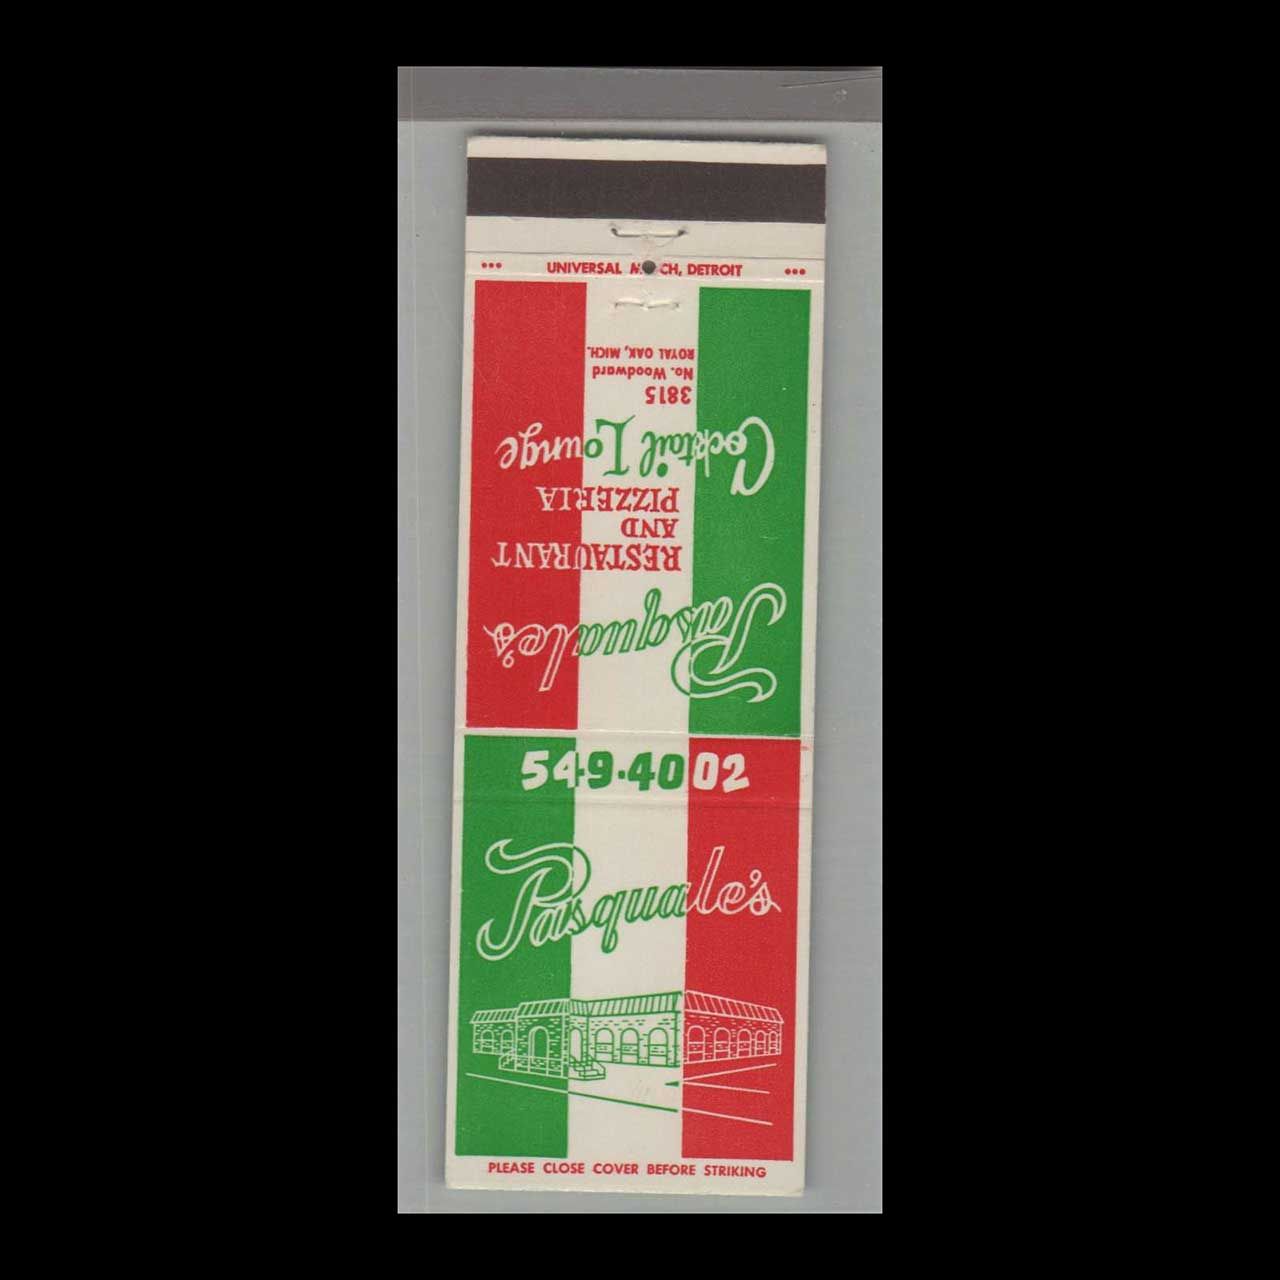 ••• UNIVERSAL M CH, DETROIT •••
Pasquale's
RESTAURANT
AND
PIZZERIA
Cocktail Lounge
3815
No. Woodward
ROYAL OAK, MICH.
549-4002
Pasquale's
PLEASE CLOSE COVER BEFORE STRIKING